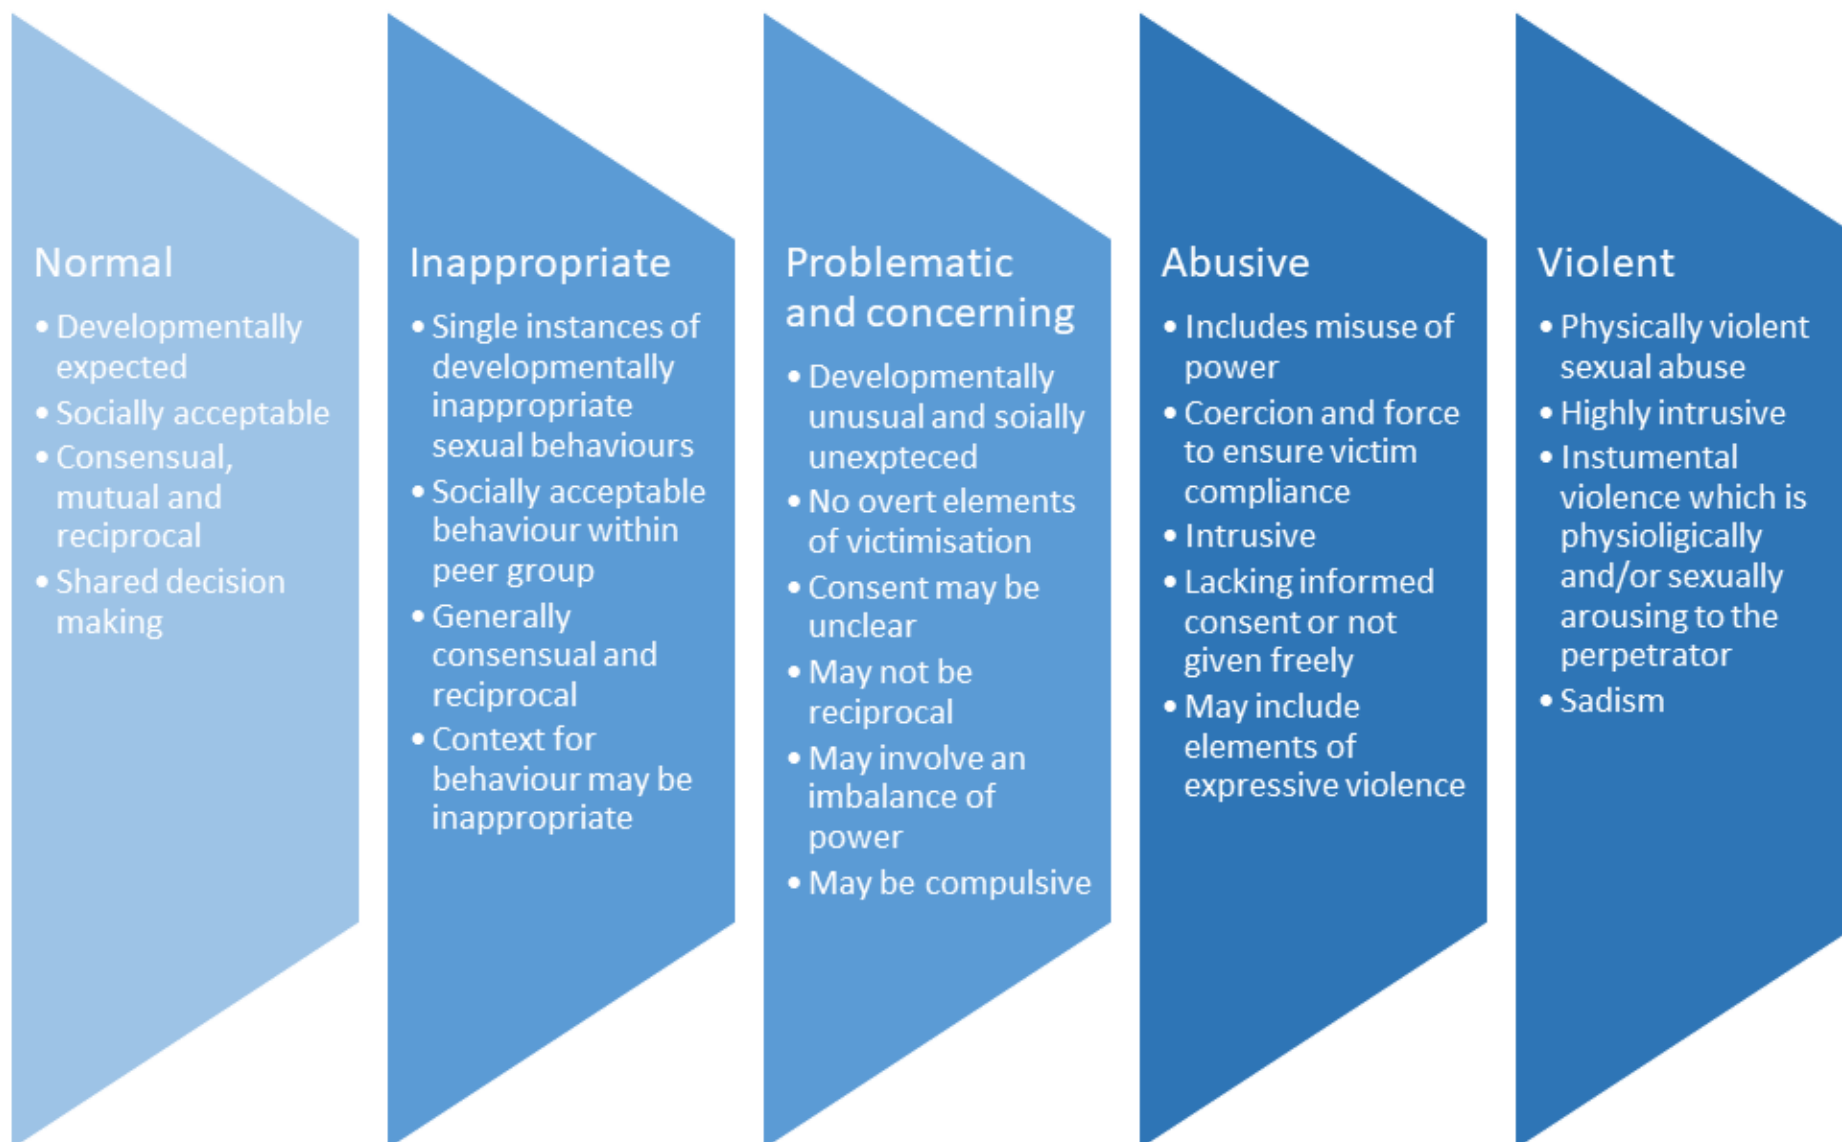 Normal
• Developmentally
expected
• Socially acceptable
• Consensual,
mutual and
reciprocal
• Shared decision
making
Inappropriate
• Single instances of
developmentally
inappropriate
sexual behaviours
• Socially acceptable
behaviour within
peer group
• Generally
consensual and
reciprocal
• Context for
behaviour may be
inappropriate
Problematic
and concerning
• Developmentally
unusual and soially
unexpteced
• No overt elements
of victimisation
• Consent may be
unclear
• May not be
reciprocal
• May involve an
imbalance of
power
• May be compulsive
Abusive
• Includes misuse of
power
• Coercion and force
to ensure victim
compliance
• Intrusive
• Lacking informed
consent or not
given freely
• May include
elements of
expressive violence
Violent
• Physically violent
sexual abuse
• Highly intrusive
• Instumental
violence which is
physioligically
and/or sexually
arousing to the
perpetrator
• Sadism